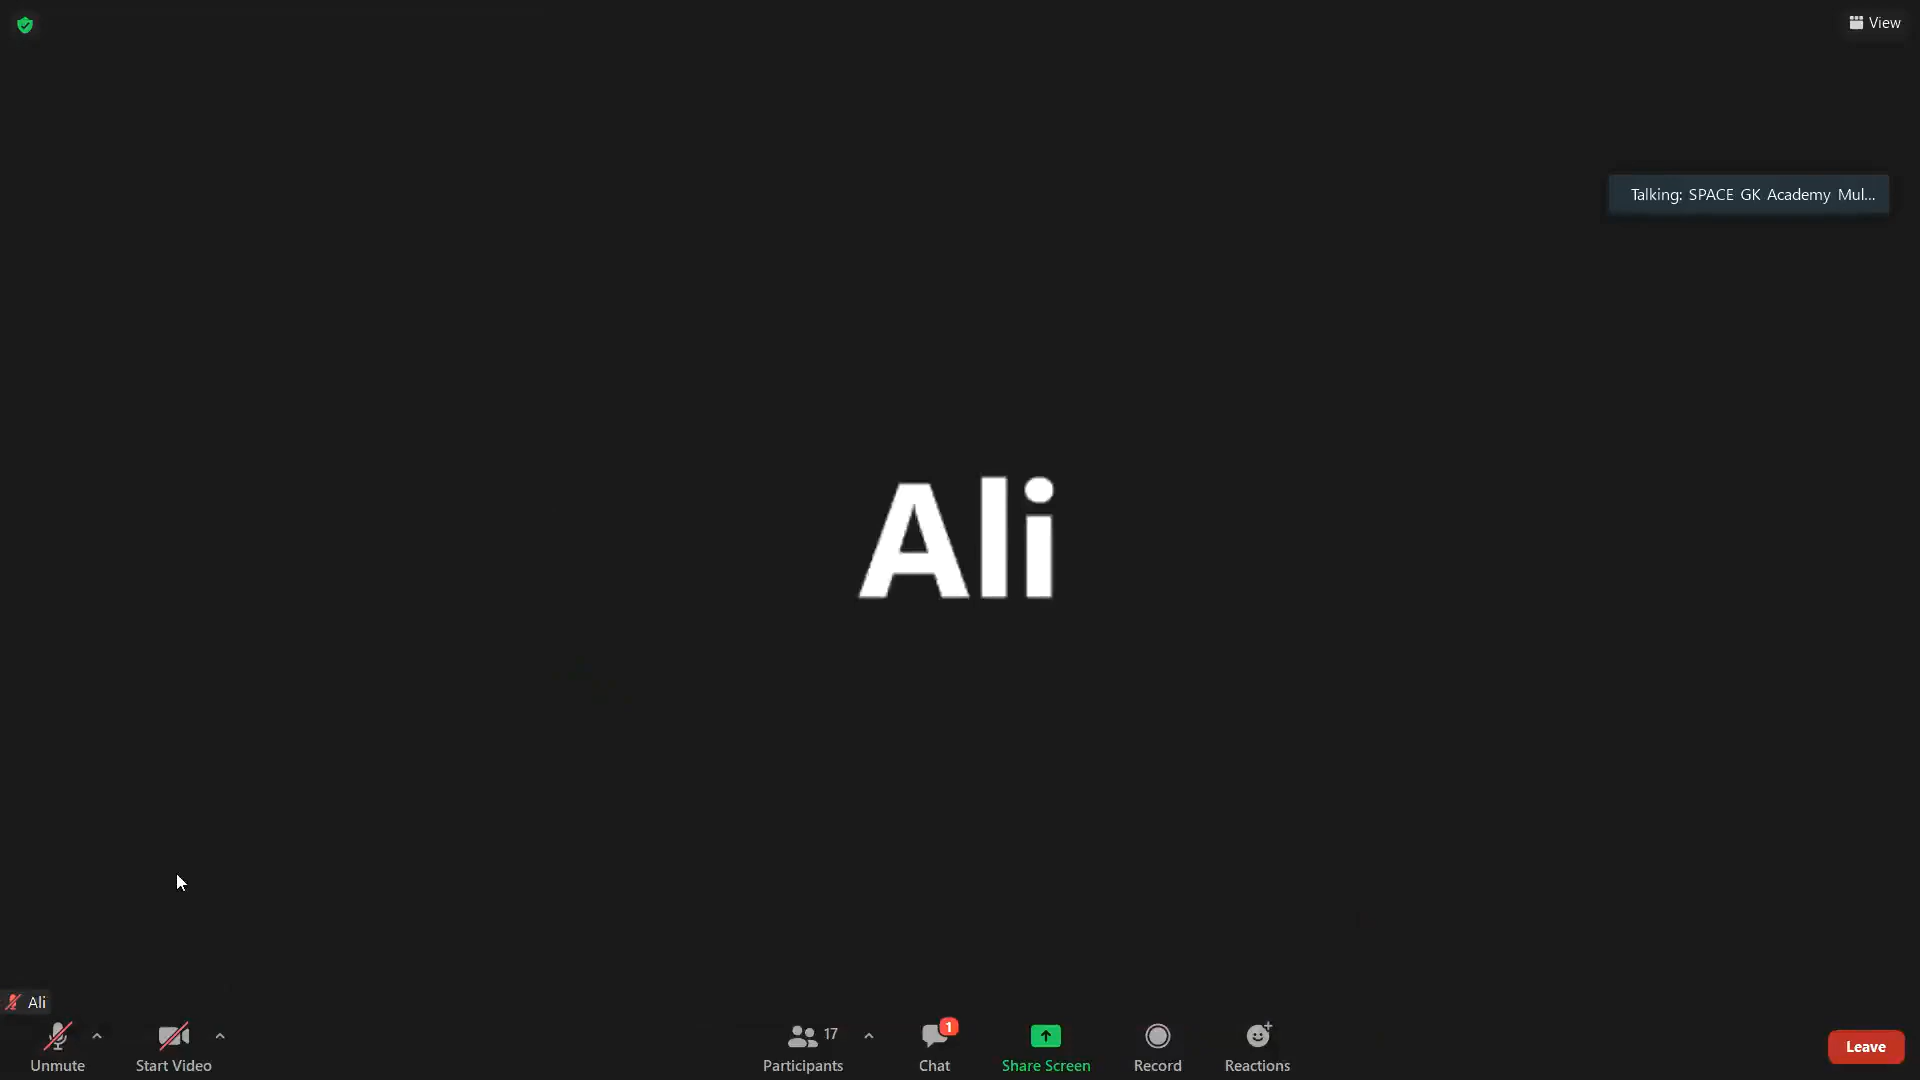 View
Talking: SPACE GK Academy Mul...
Ali
Ali
Unmute
Start Video
17
Participants
1
Chat
Share Screen
Record
Reactions
Leave